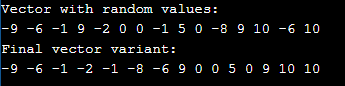 Vector with random values:
-9 -6 -1 9 -2 0 0 -1 5 0 -8 9 10 -6 10
Final vector variant:
-9 -6 -1 -2 -1 -8 -6 9 0 0 5 0 9 10 10